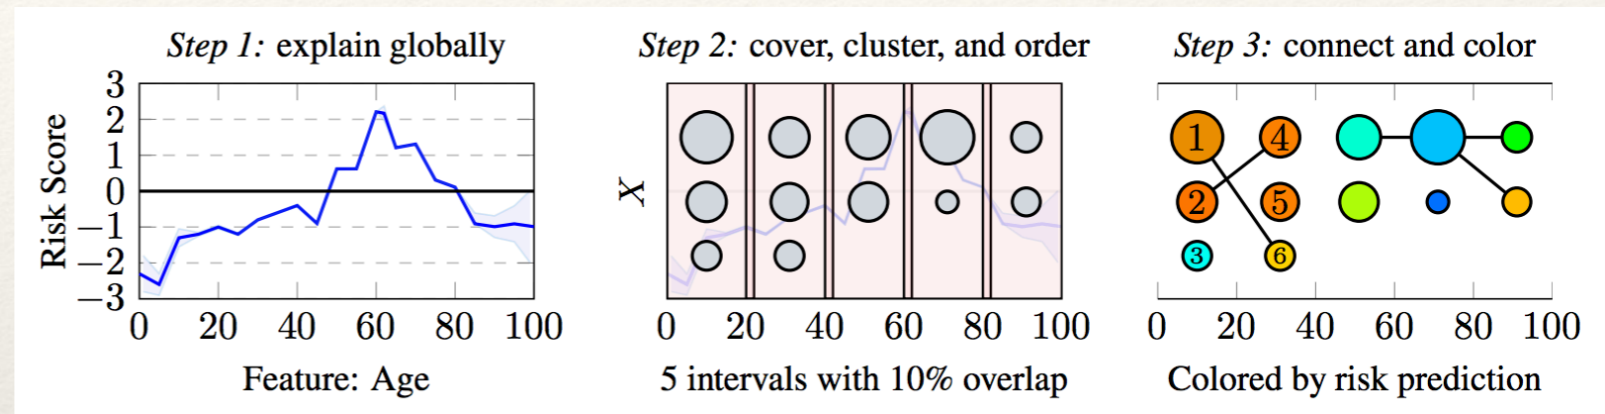 Step 1: explain globally
Risk Score
3
2
1
0
−1
−2
−3
0 20 40 60 80 100
Feature: Age
Step 2: cover, cluster, and order
X
0 20 40 60 80 100
5 intervals with 10% overlap
Step 3: connect and color
1 4
2 5
3 6
0 20 40 60 80 100
Colored by risk prediction